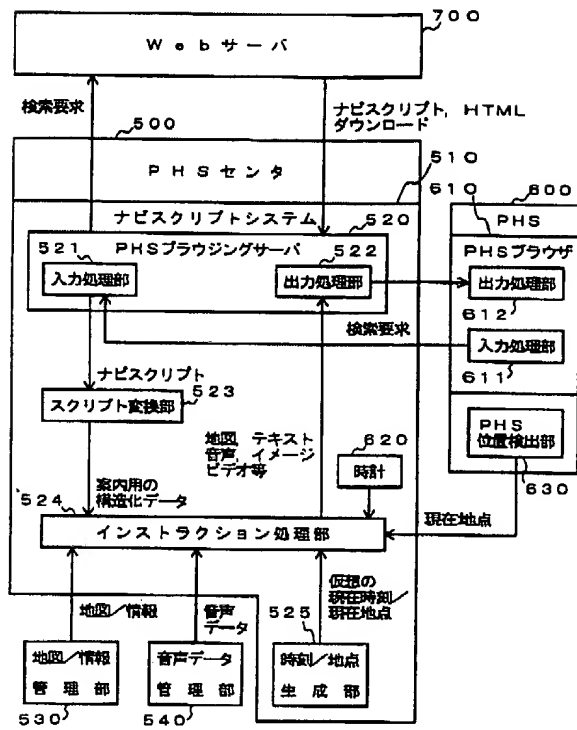 700
Webサーバ
検索要求
ナビスクリプト，HTML
ダウンロード
500
510
PHSセンタ
610
600
PHS
ナビスクリプトシステム
520
521
PHSブラウジングサーバ
522
PHSブラウザ
入力処理部
出力処理部
出力処理部
612
検索要求
入力処理部
611
ナビスクリプト
523
スクリプト変換部
地図，テキスト
音声，イメージ
ビデオ等
620
時計
PHS
位置検出部
630
案内用の
構造化データ
524
インストラクション処理部
現在地点
地図／情報
音声
データ
仮想の
現在時刻／
現在地点
525
地図／情報
管理部
530
音声データ
管理部
540
時刻／地点
生成部